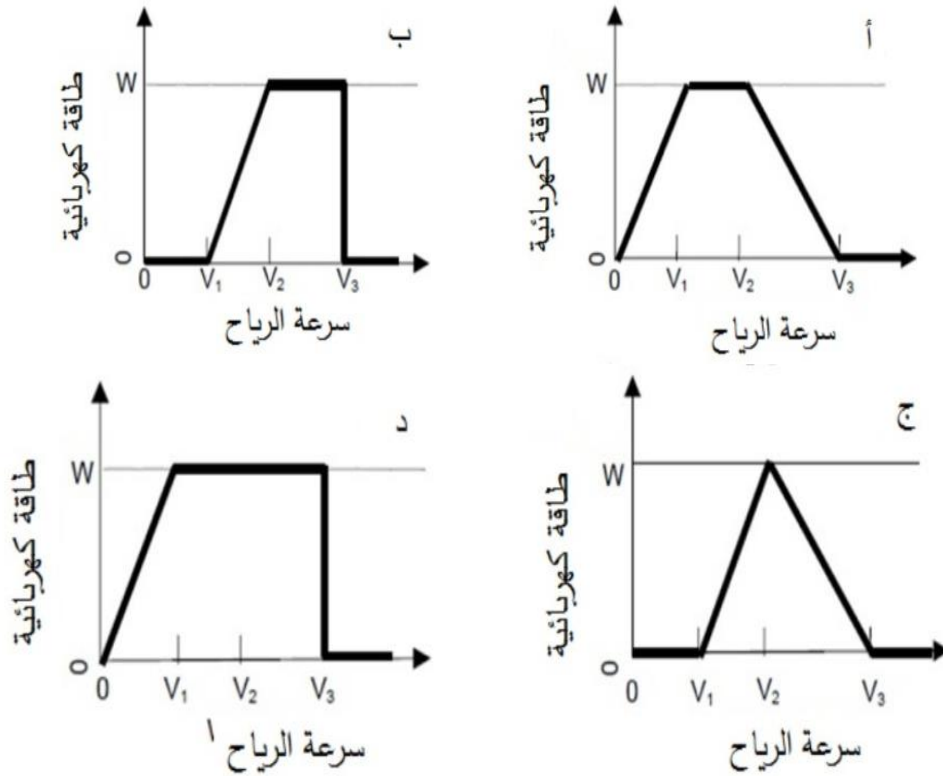 أ
W
طاقة كهربائية
0
0 V₁ V₂ V₃
سرعة الرياح
ب
W
طاقة كهربائية
0
0 V₁ V₂ V₃
سرعة الرياح
ج
W
طاقة كهربائية
0
0 V₁ V₂ V₃
سرعة الرياح
د
W
طاقة كهربائية
0
0 V₁ V₂ V₃
سرعة الرياح ١